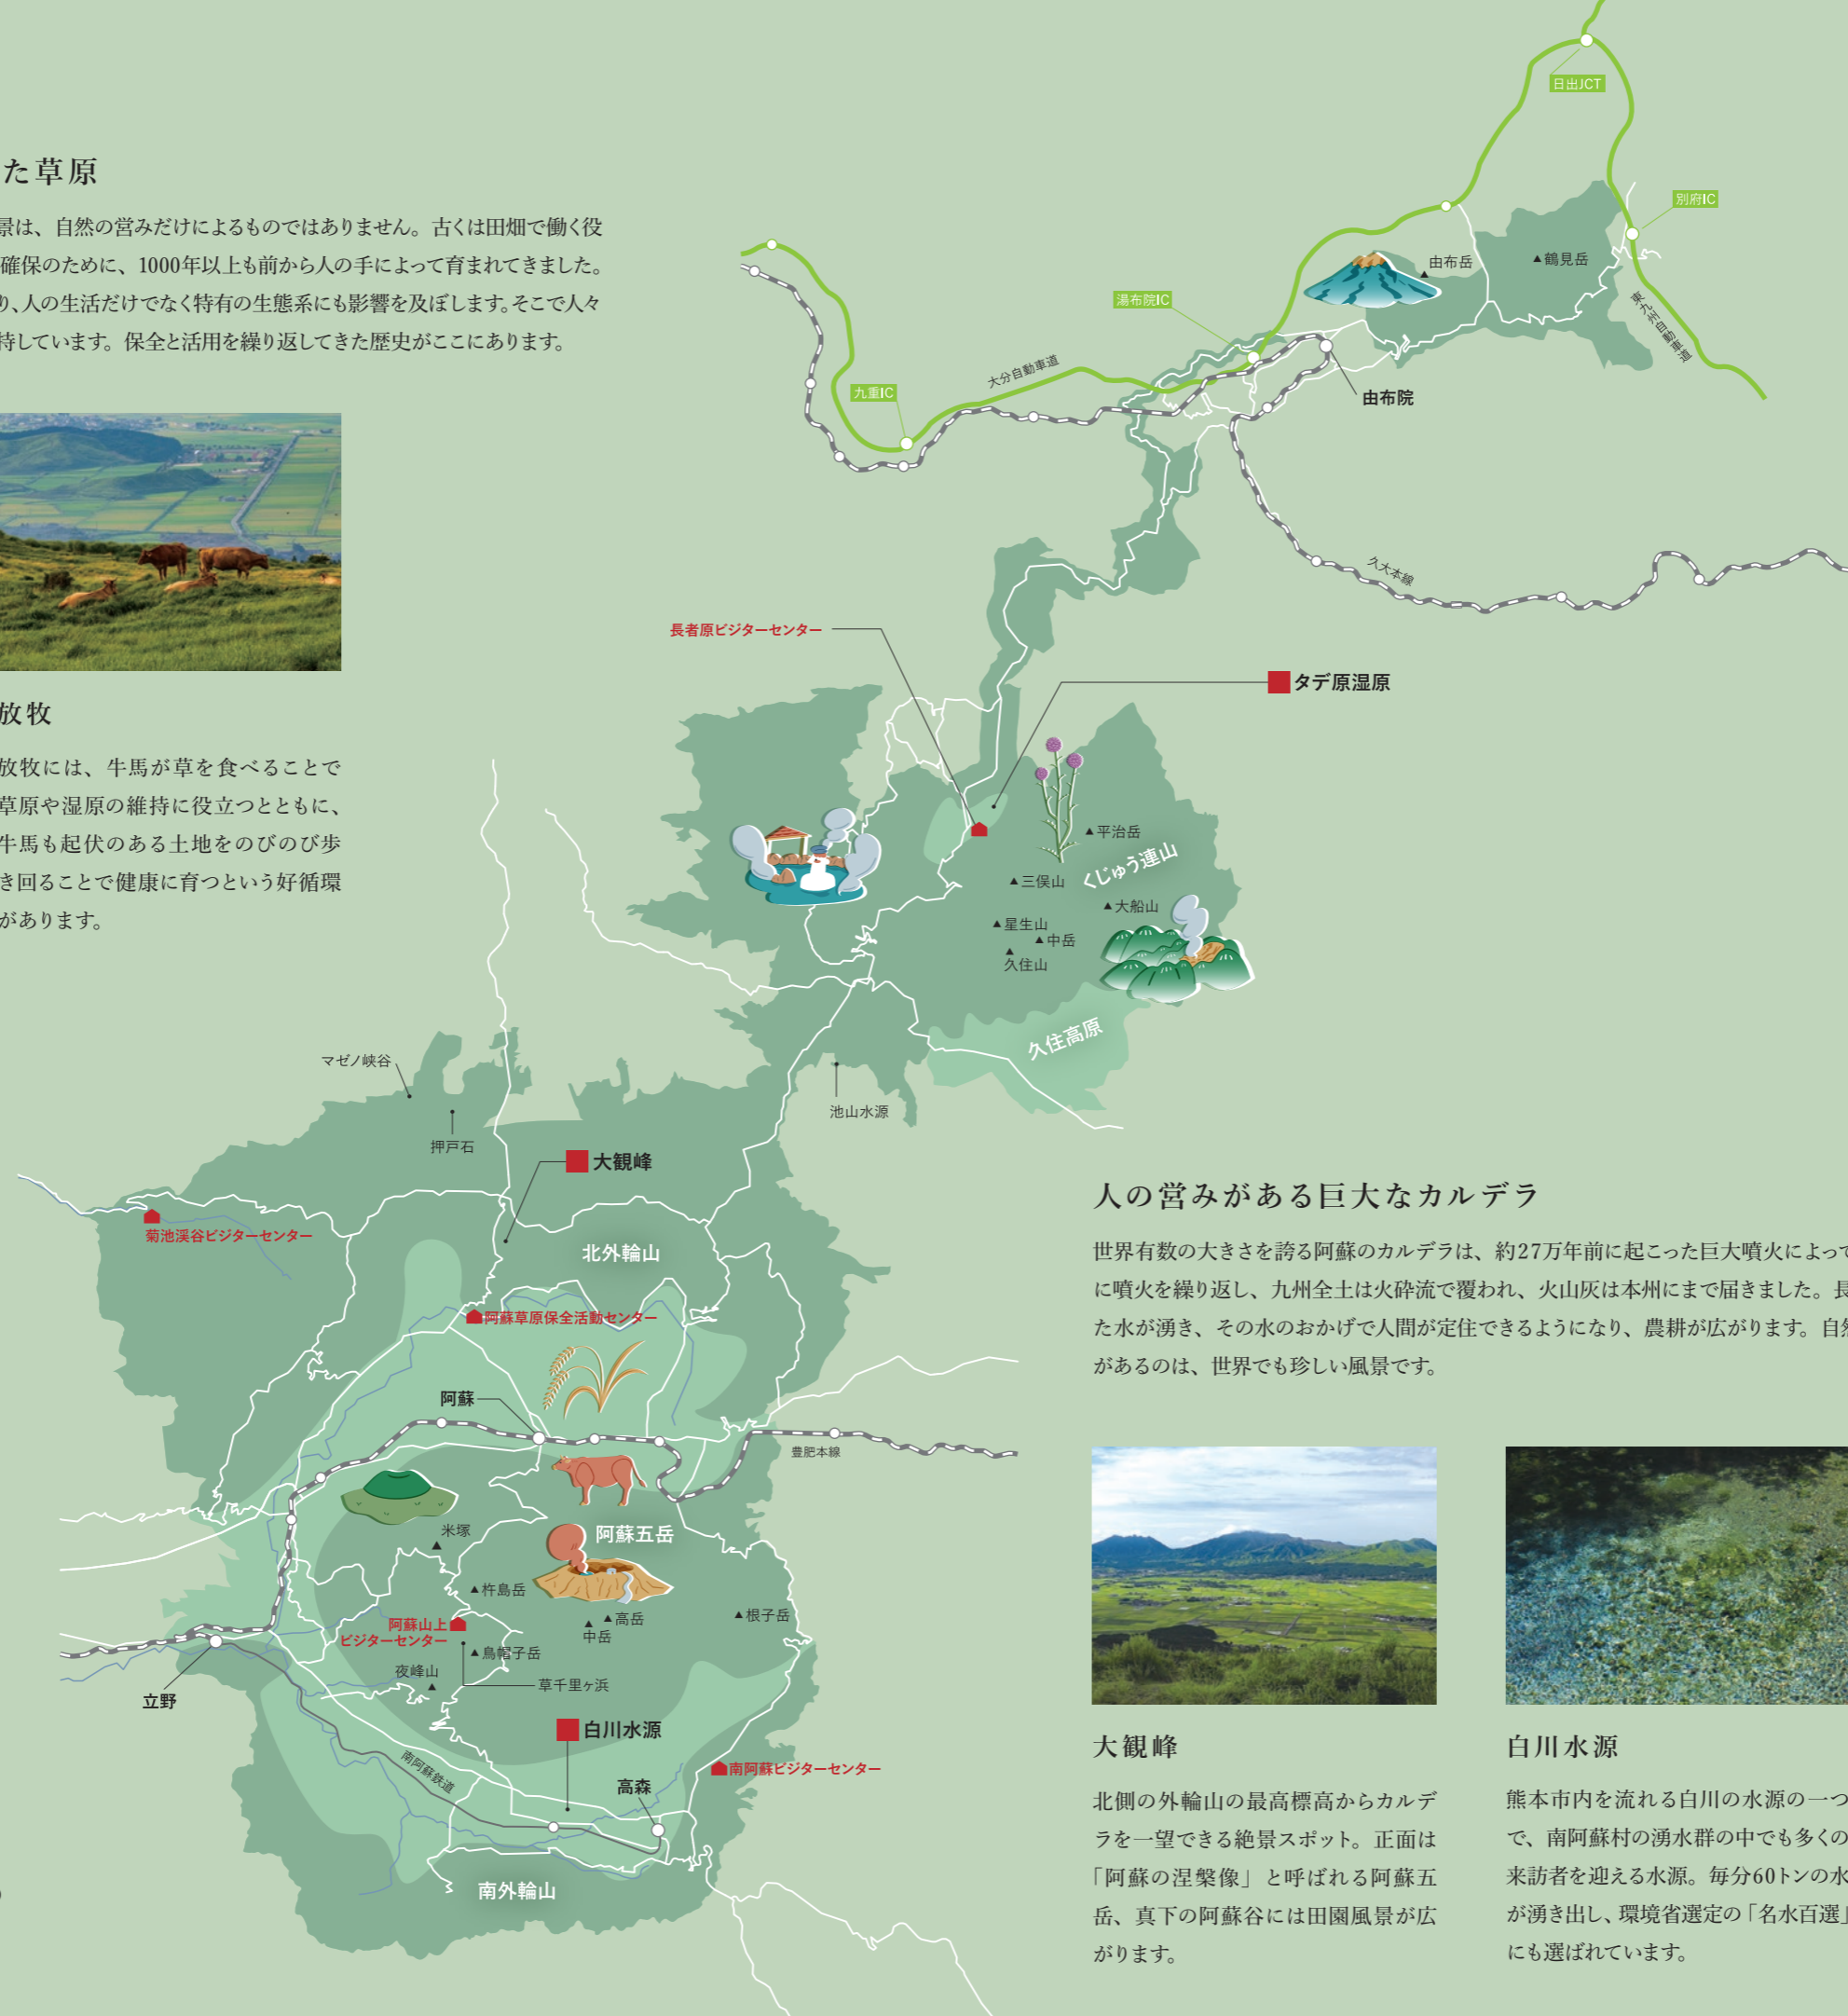 た草原
景は、自然の営みだけによるものではありません。古くは田畑で働く役
確保のために、1000年以上も前から人の手によって育まれてきました。
り、人の生活だけでなく特有の生態系にも影響を及ぼします。そこで人々
持しています。保全と活用を繰り返してきた歴史がここにあります。
放牧
放牧には、牛馬が草を食べることで
草原や湿原の維持に役立つとともに、
牛馬も起伏のある土地をのびのび歩
き回ることで健康に育つという好循環
があります。
日出JCT
別府IC
鶴見岳
由布岳
東九州自動車道
湯布院IC
大分自動車道
九重IC
由布院
久大本線
長者原ビジターセンター
タデ原湿原
平治岳
くじゅう連山
三俣山
大船山
星生山
中岳
久住山
久住高原
マゼノ峡谷
押戸石
池山水源
大観峰
菊池渓谷ビジターセンター
北外輪山
阿蘇草原保全活動センター
阿蘇
豊肥本線
米塚
阿蘇五岳
杵島岳
阿蘇山上
ビジターセンター
高岳
中岳
根子岳
烏帽子岳
夜峰山
草千里ヶ浜
立野
白川水源
南阿蘇鉄道
南阿蘇ビジターセンター
高森
南外輪山
人の営みがある巨大なカルデラ
世界有数の大きさを誇る阿蘇のカルデラは、約27万年前に起こった巨大噴火によって
に噴火を繰り返し、九州全土は火砕流で覆われ、火山灰は本州にまで届きました。長
た水が湧き、その水のおかげで人間が定住できるようになり、農耕が広がります。自然
があるのは、世界でも珍しい風景です。
大観峰
北側の外輪山の最高標高からカルデ
ラを一望できる絶景スポット。正面は
「阿蘇の涅槃像」と呼ばれる阿蘇五
岳、真下の阿蘇谷には田園風景が広
がります。
白川水源
熊本市内を流れる白川の水源の一つ
で、南阿蘇村の湧水群の中でも多くの
来訪者を迎える水源。毎分60トンの水
が湧き出し、環境省選定の「名水百選」
にも選ばれています。